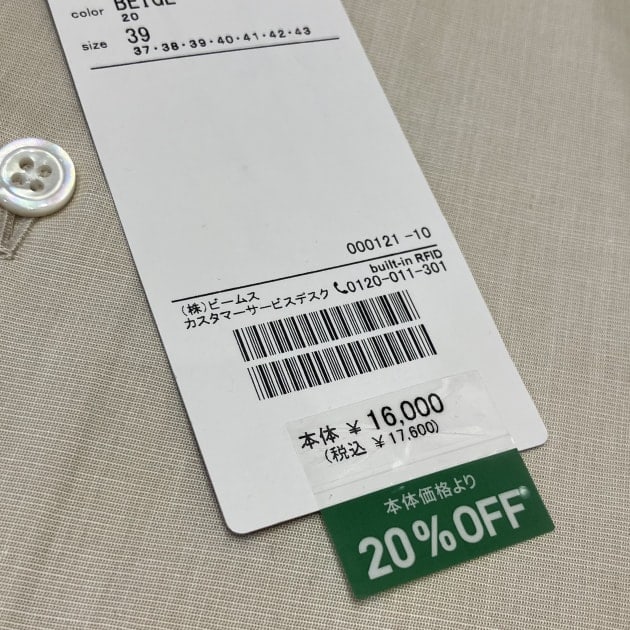 color BEIGE
20
size 39
37・38・39・40・41・42・43
000121 -10
built-in RFID
(株)ビームス
カスタマーサービスデスク 0120-011-301
本体 ¥ 16,000
(税込 ¥17,600)
本体価格より
20%OFF